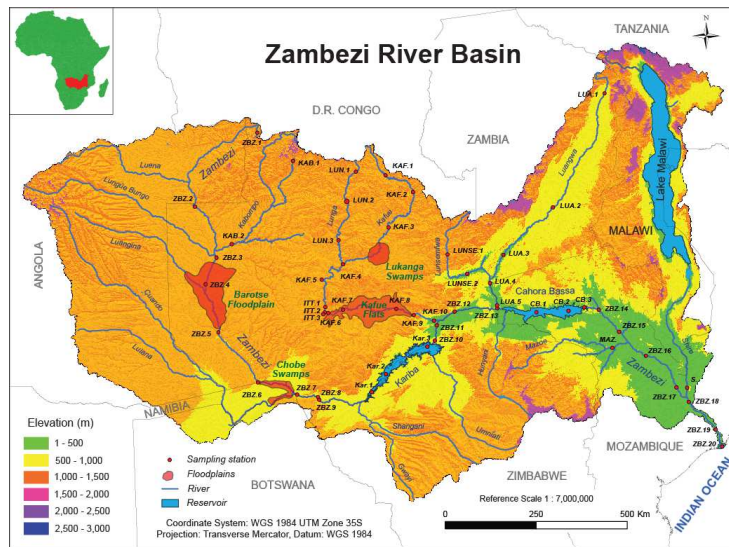 Zambezi River Basin
TANZANIA
N
D.R. CONGO
ZAMBIA
LUA.1
ZBZ.1
KAB.1
LUN.1
KAF.1
Luena
Zambezi
Kabompo
Luangwa
Lake Malawi
Lungúe Bungo
ZBZ.2
LUN.2
KAF.2
Lunga
Kafue
LUA.2
KAB.2
KAF.3
MALAWI
ANGOLA
ZBZ.3
LUN.3
LUNSE.1
LUA.3
Lunsemfwa
Lukanga
Swamps
KAF.4
KAF.5
LUNSE.2
LUA.4
ZBZ.4
Barotse
Floodplain
Cuando
Cahora Bassa
ITT.1
ITT.2
ITT.3
KAF.7
KAF.6
KAF.8
Kafue
Flats
KAF.9
KAF.10
ZBZ.12
LUA.5
CB.1
CB.2
CB.3
ZBZ.14
ZBZ.13
ZBZ.11
ZBZ.5
ZBZ.10
ZBZ.15
MAZ.
Kar.3
Kar.2
Kar.1
Kariba
ZBZ.16
Shire
Luiana
Zambezi
Zambezi
Chobe
Swamps
ZBZ.6
ZBZ.7
ZBZ.8
ZBZ.9
ZBZ.17
ZBZ.18
NAMIBIA
Shangani
Gwayi
Umniati
ZBZ.19
ZBZ.20
MOZAMBIQUE
BOTSWANA
ZIMBABWE
INDIAN OCEAN
Elevation (m)
1 - 500
500 - 1,000
1,000 - 1,500
1,500 - 2,000
2,000 - 2,500
2,500 - 3,000
Sampling station
Floodplains
River
Reservoir
Coordinate System: WGS 1984 UTM Zone 35S
Projection: Transverse Mercator, Datum: WGS 1984
Reference Scale 1 : 7,000,000
0 250 500 Km